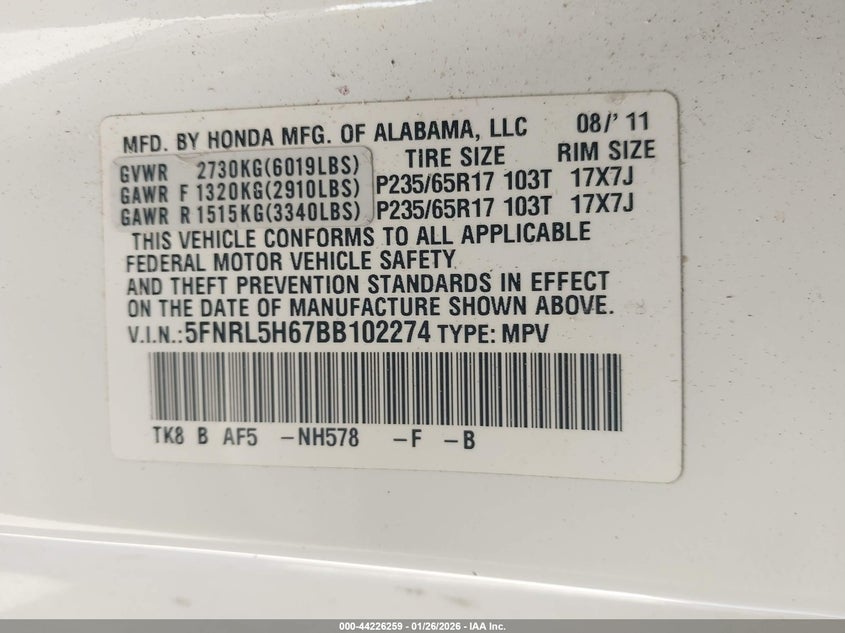 MFD. BY HONDA MFG. OF ALABAMA, LLC 08/'11
TIRE SIZE RIM SIZE
GVWR 2730KG(6019LBS)
GAWR F 1320KG(2910LBS) P235/65R17 103T 17X7J
GAWR R 1515KG(3340LBS) P235/65R17 103T 17X7J
THIS VEHICLE CONFORMS TO ALL APPLICABLE
FEDERAL MOTOR VEHICLE SAFETY
AND THEFT PREVENTION STANDARDS IN EFFECT
ON THE DATE OF MANUFACTURE SHOWN ABOVE.
V.I.N.:5FNRL5H67BB102274 TYPE: MPV
TK8 B AF5 -NH578 -F -B
000-44226259 - 01/26/2026 - IAA Inc.